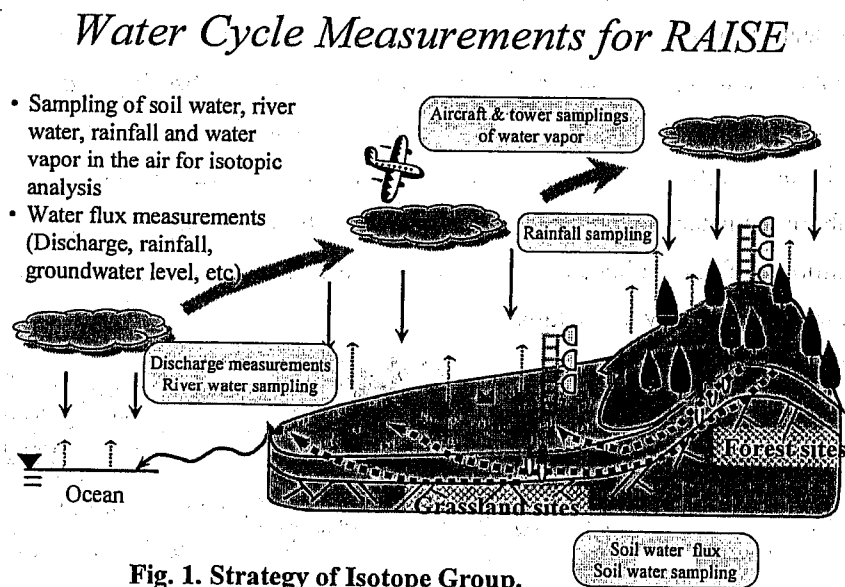 Water Cycle Measurements for RAISE
• Sampling of soil water, river
water, rainfall and water
vapor in the air for isotopic
analysis
• Water flux measurements
(Discharge, rainfall,
groundwater level, etc)
Aircraft & tower samplings
of water vapor
Rainfall sampling
Discharge measurements
River water sampling
Ocean
Forest sites
Grassland sites
Soil water flux
Soil water sampling
Fig. 1. Strategy of Isotope Group.